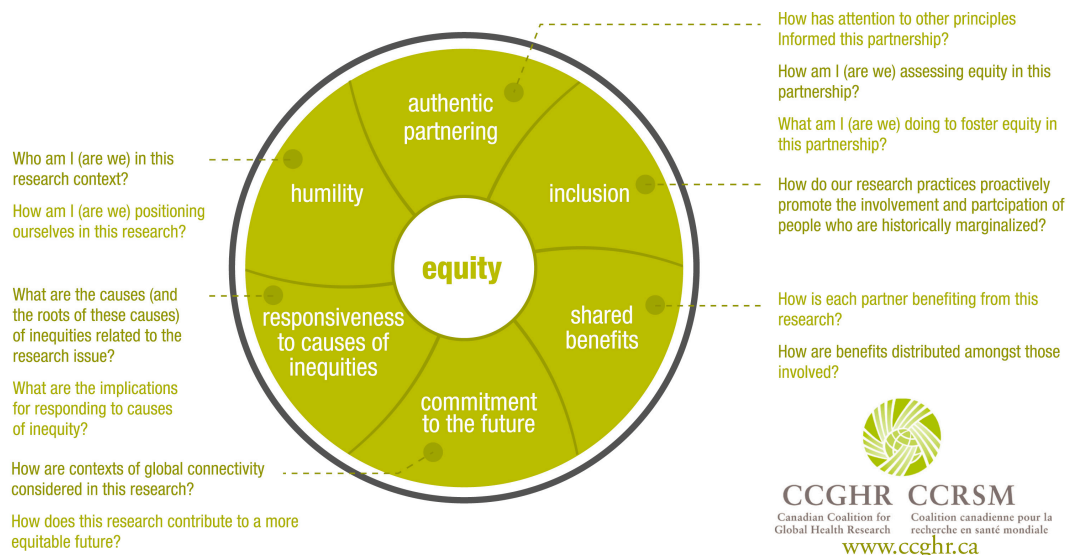 How has attention to other principles
Informed this partnership?
How am I (are we) assessing equity in this
partnership?
What am I (are we) doing to foster equity in
this partnership?
authentic
partnering
Who am I (are we) in this
research context?
How am I (are we) positioning
ourselves in this research?
humility
inclusion
How do our research practices proactively
promote the involvement and partcipation of
people who are historically marginalized?
equity
What are the causes (and
the roots of these causes)
of inequities related to the
research issue?
What are the implications
for responding to causes
of inequity?
responsiveness
to causes of
inequities
shared
benefits
How is each partner benefiting from this
research?
How are benefits distributed amongst those
involved?
commitment
to the future
How are contexts of global connectivity
considered in this research?
How does this research contribute to a more
equitable future?
CCGHR CCRSM
Canadian Coalition for
Global Health Research
Coalition canadienne pour la
recherche en santé mondiale
www.ccghr.ca